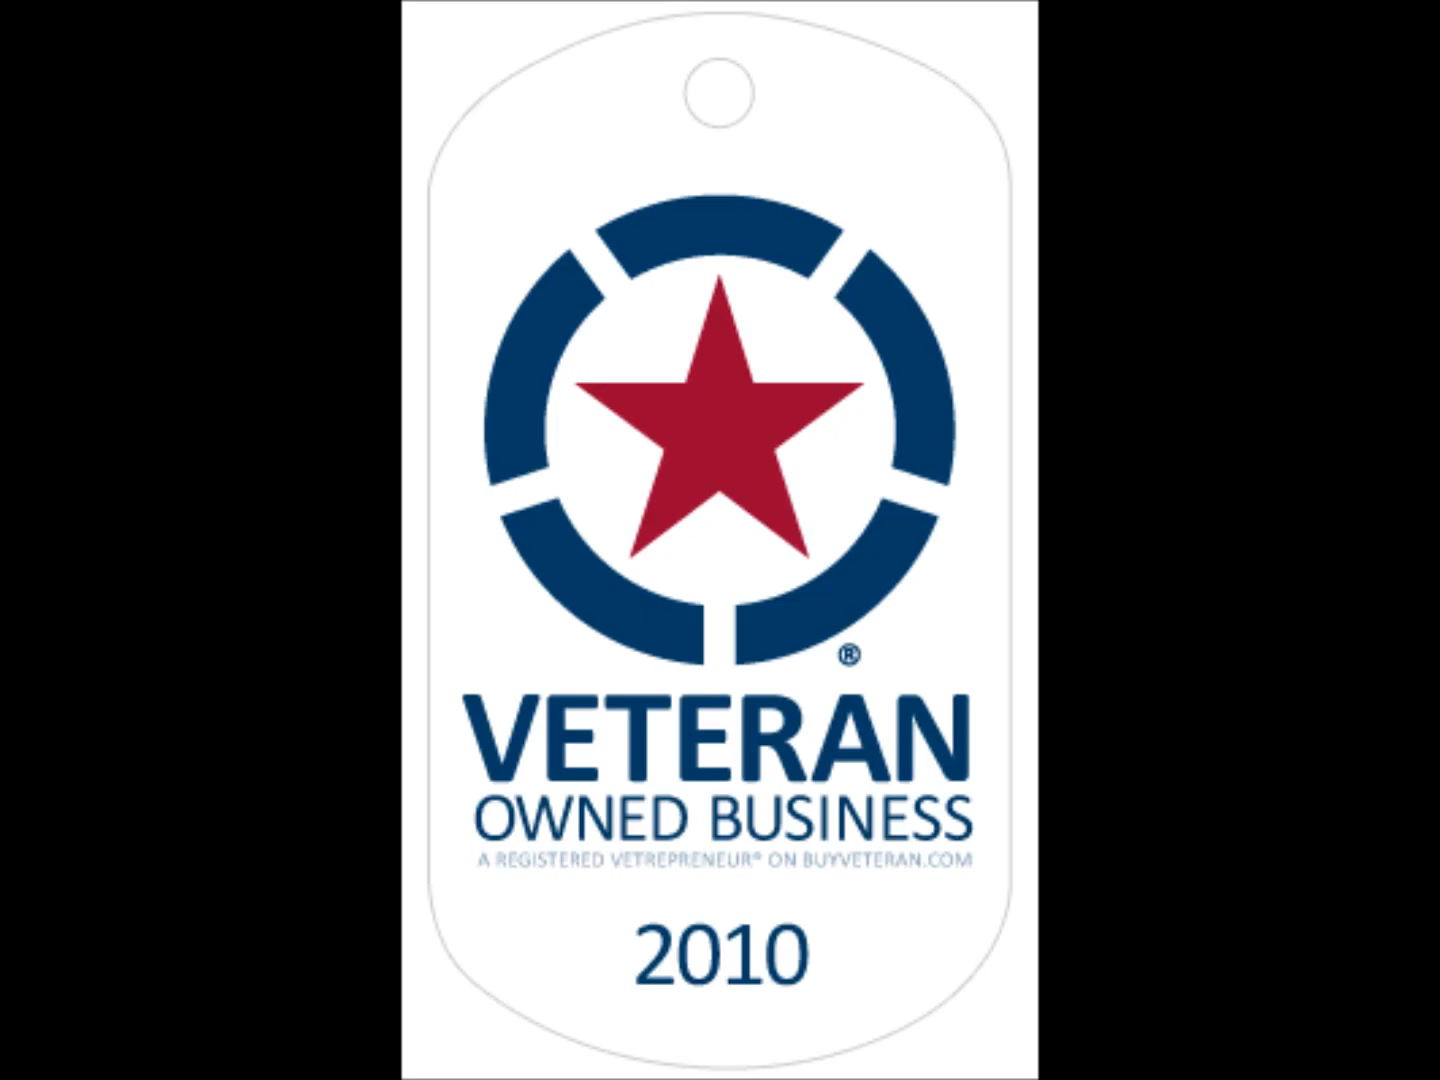 ®
VETERAN
OWNED BUSINESS
A REGISTERED VETREPRENEUR® ON BUYVETERAN.COM
2010